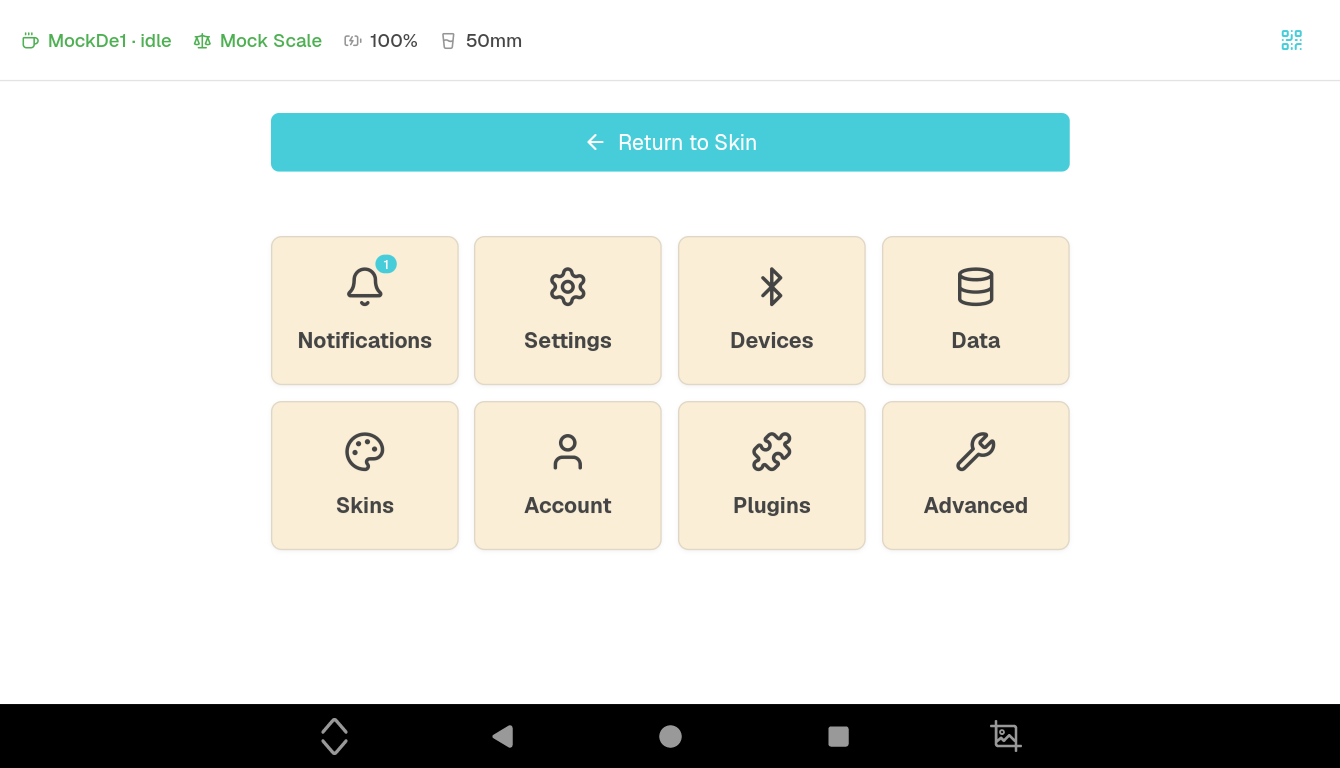 MockDe1 · idle
Mock Scale
100%
50mm
Return to Skin
1
Notifications
Settings
Devices
Data
Skins
Account
Plugins
Advanced